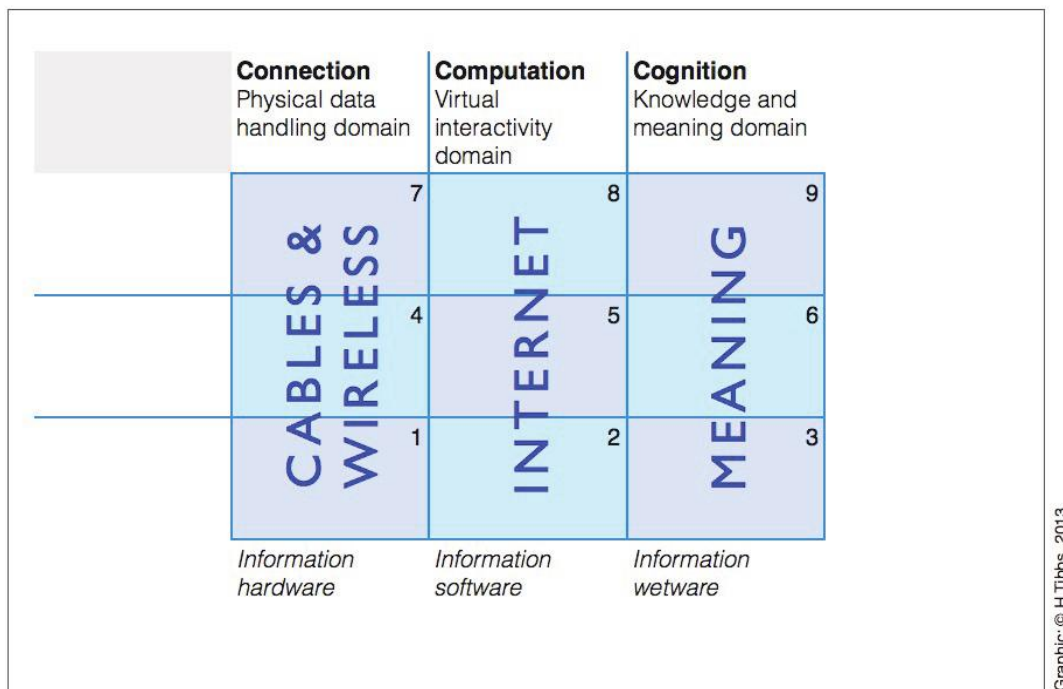 Connection
Physical data
handling domain
Computation
Virtual
interactivity
domain
Cognition
Knowledge and
meaning domain
7
8
9
4
5
6
1
2
3
CABLES &
WIRELESS
INTERNET
MEANING
Information
hardware
Information
software
Information
wetware
Graphic: © H Tibbs, 2013